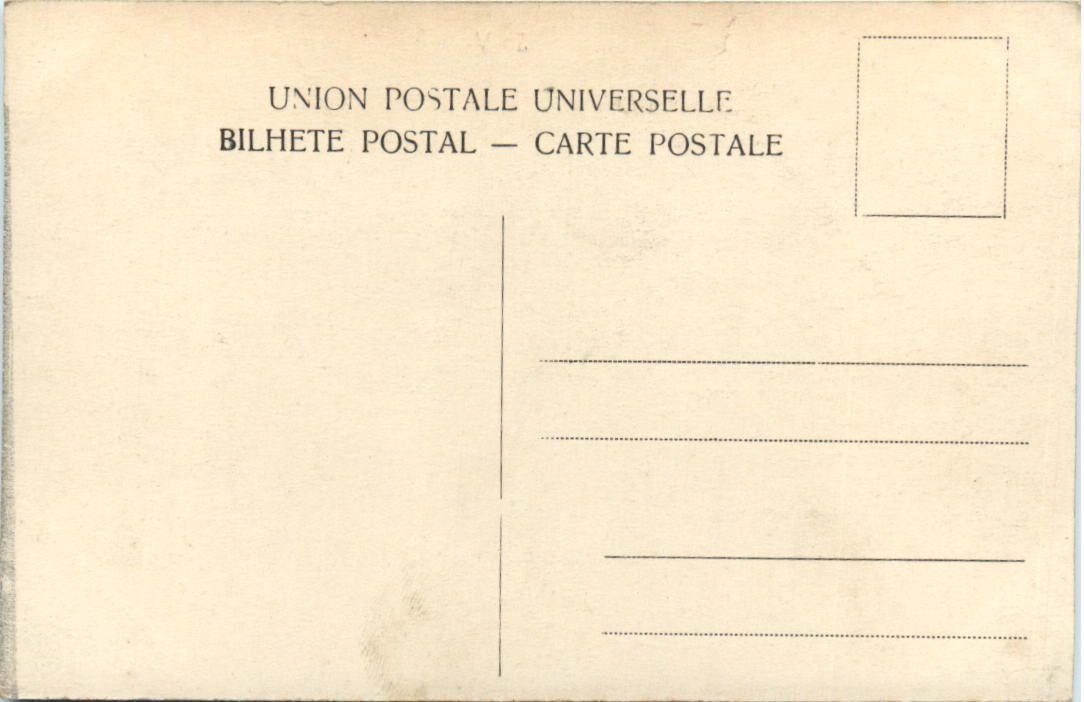 UNION POSTALE UNIVERSELLE
BILHETE POSTAL — CARTE POSTALE